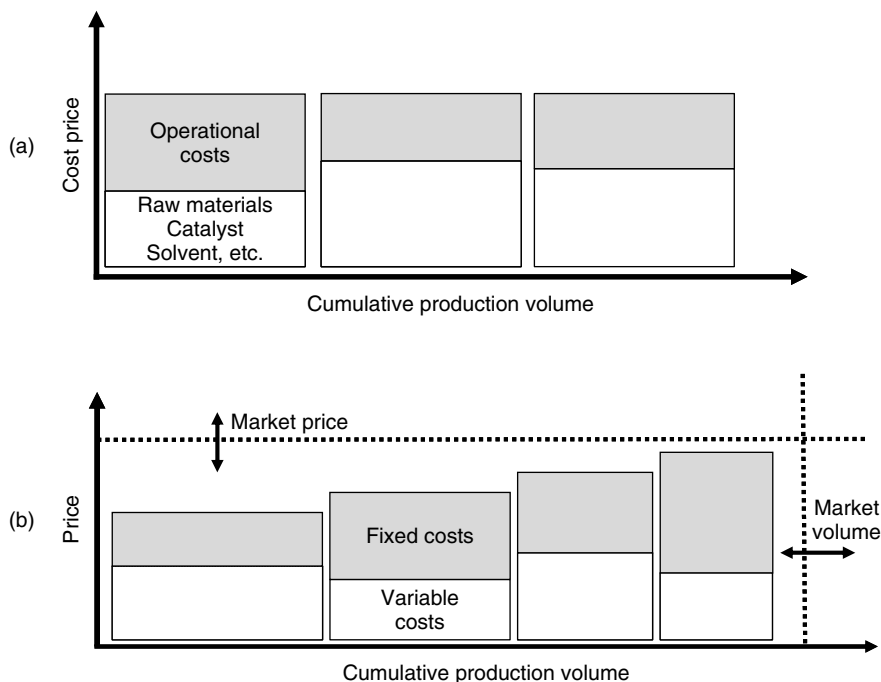 (a)
Cost price
Operational
costs
Raw materials
Catalyst
Solvent, etc.
Cumulative production volume
(b)
Price
Market price
Fixed costs
Variable
costs
Market
volume
Cumulative production volume